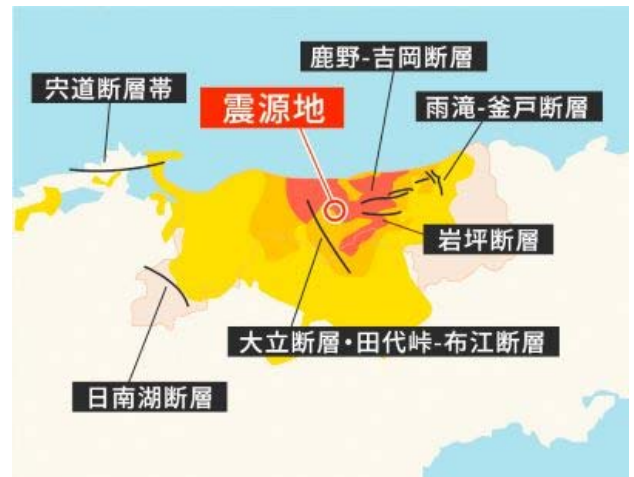 鹿野-吉岡断層
宍道断層帯
震源地
雨滝-釜戸断層
岩坪断層
大立断層・田代峠-布江断層
日南湖断層